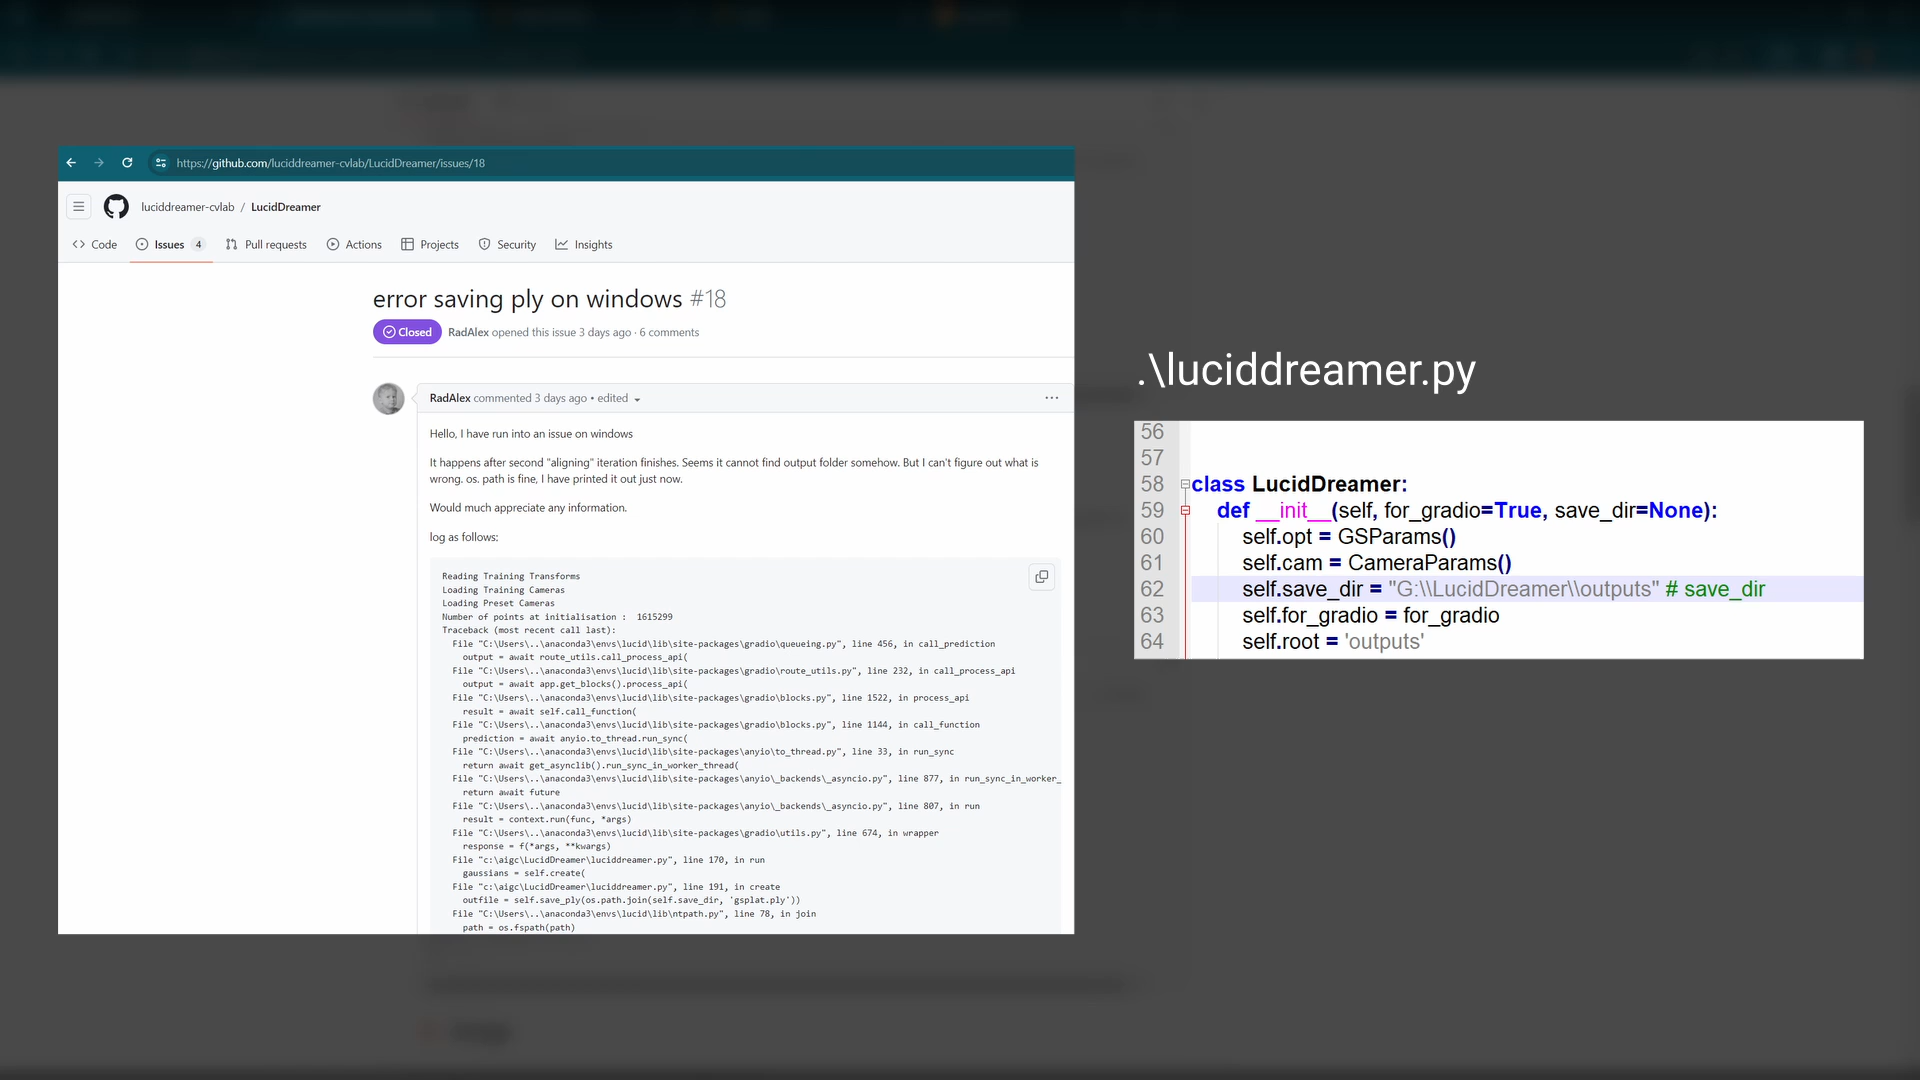 https://github.com/luciddreamer-cvlab/LucidDreamer/issues/18
luciddreamer-cvlab / LucidDreamer
Code Issues 4 Pull requests Actions Projects Security Insights
error saving ply on windows #18
Closed RadAlex opened this issue 3 days ago · 6 comments
RadAlex commented 3 days ago • edited
Hello, I have run into an issue on windows
It happens after second "aligning" iteration finishes. Seems it cannot find output folder somehow. But I can't figure out what is
wrong. os. path is fine, I have printed it out just now.
Would much appreciate any information.
log as follows:
Reading Training Transforms
Loading Training Cameras
Loading Preset Cameras
Number of points at initialisation :  1615299
Traceback (most recent call last):
  File "C:\Users\..\anaconda3\envs\lucid\lib\site-packages\gradio\queueing.py", line 456, in call_prediction
    output = await route_utils.call_process_api(
  File "C:\Users\..\anaconda3\envs\lucid\lib\site-packages\gradio\route_utils.py", line 232, in call_process_api
    output = await app.get_blocks().process_api(
  File "C:\Users\..\anaconda3\envs\lucid\lib\site-packages\gradio\blocks.py", line 1522, in process_api
    result = await self.call_function(
  File "C:\Users\..\anaconda3\envs\lucid\lib\site-packages\gradio\blocks.py", line 1144, in call_function
    prediction = await anyio.to_thread.run_sync(
  File "C:\Users\..\anaconda3\envs\lucid\lib\site-packages\anyio\to_thread.py", line 33, in run_sync
    return await get_asynclib().run_sync_in_worker_thread(
  File "C:\Users\..\anaconda3\envs\lucid\lib\site-packages\anyio\_backends\_asyncio.py", line 877, in run_sync_in_worker_
    return await future
  File "C:\Users\..\anaconda3\envs\lucid\lib\site-packages\anyio\_backends\_asyncio.py", line 807, in run
    result = context.run(func, *args)
  File "C:\Users\..\anaconda3\envs\lucid\lib\site-packages\gradio\utils.py", line 674, in wrapper
    response = f(*args, **kwargs)
  File "c:\aigc\LucidDreamer\luciddreamer.py", line 170, in run
    gaussians = self.create(
  File "c:\aigc\LucidDreamer\luciddreamer.py", line 191, in create
    outfile = self.save_ply(os.path.join(self.save_dir, 'gsplat.ply'))
  File "C:\Users\..\anaconda3\envs\lucid\lib\ntpath.py", line 78, in join
    path = os.fspath(path)
.\luciddreamer.py
56
57
58 class LucidDreamer:
59 def __init__(self, for_gradio=True, save_dir=None):
60 self.opt = GSParams()
61 self.cam = CameraParams()
62 self.save_dir = "G:\\LucidDreamer\\outputs" # save_dir
63 self.for_gradio = for_gradio
64 self.root = 'outputs'